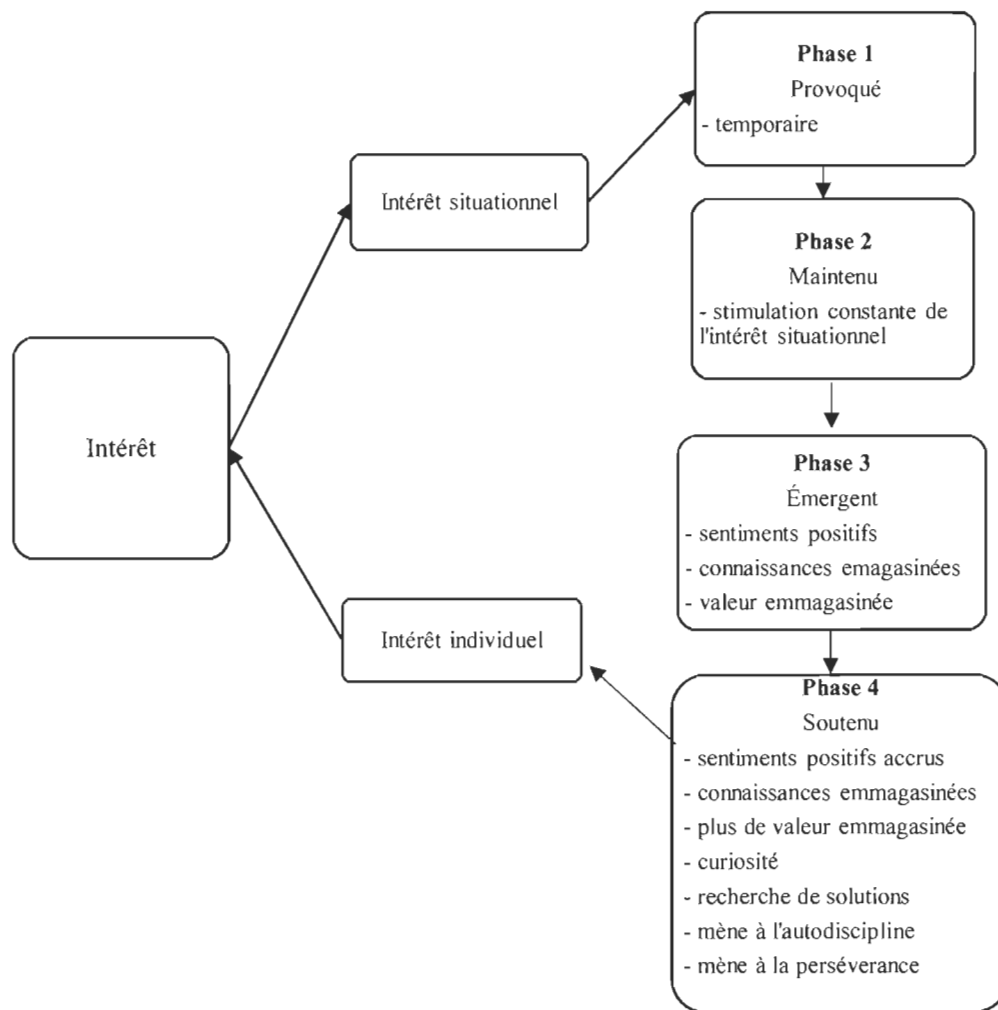 Phase 1
Provoqué
- temporaire
Intérêt situationnel
Phase 2
Maintenu
- stimulation constante de
l'intérêt situationnel
Intérêt
Phase 3
Émergent
- sentiments positifs
- connaissances emagasinées
- valeur emmagasinée
Intérêt individuel
Phase 4
Soutenu
- sentiments positifs accrus
- connaissances emmagasinées
- plus de valeur emmagasinée
- curiosité
- recherche de solutions
- mène à l'autodiscipline
- mène à la perséverance